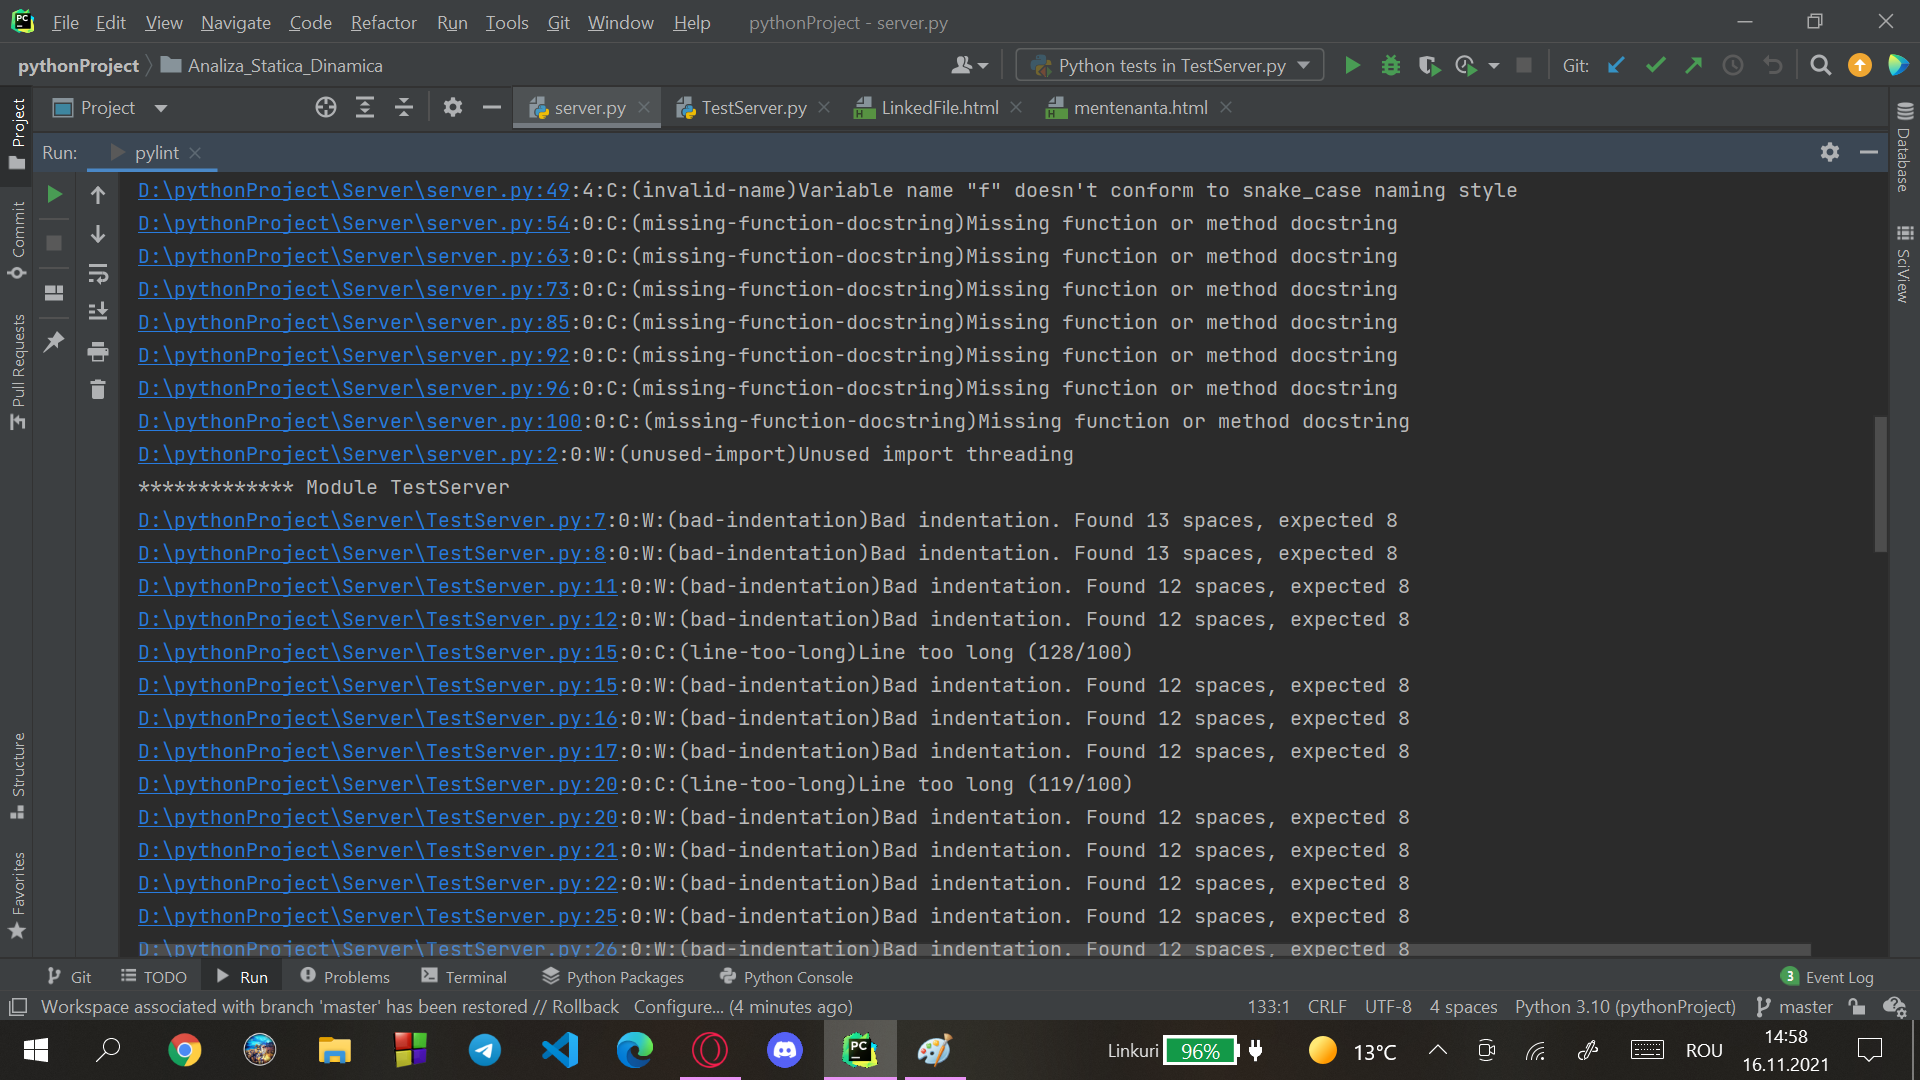 PC File Edit View Navigate Code Refactor Run Tools Git Window Help pythonProject - server.py
pythonProject Analiza_Statica_Dinamica Python tests in TestServer.py Git:
Project server.py TestServer.py LinkedFile.html mentenanta.html
Run: pylint
D:\pythonProject\Server\server.py:49:4:C:(invalid-name)Variable name "f" doesn't conform to snake_case naming style
D:\pythonProject\Server\server.py:54:0:C:(missing-function-docstring)Missing function or method docstring
D:\pythonProject\Server\server.py:63:0:C:(missing-function-docstring)Missing function or method docstring
D:\pythonProject\Server\server.py:73:0:C:(missing-function-docstring)Missing function or method docstring
D:\pythonProject\Server\server.py:85:0:C:(missing-function-docstring)Missing function or method docstring
D:\pythonProject\Server\server.py:92:0:C:(missing-function-docstring)Missing function or method docstring
D:\pythonProject\Server\server.py:96:0:C:(missing-function-docstring)Missing function or method docstring
D:\pythonProject\Server\server.py:100:0:C:(missing-function-docstring)Missing function or method docstring
D:\pythonProject\Server\server.py:2:0:W:(unused-import)Unused import threading
************* Module TestServer
D:\pythonProject\Server\TestServer.py:7:0:W:(bad-indentation)Bad indentation. Found 13 spaces, expected 8
D:\pythonProject\Server\TestServer.py:8:0:W:(bad-indentation)Bad indentation. Found 13 spaces, expected 8
D:\pythonProject\Server\TestServer.py:11:0:W:(bad-indentation)Bad indentation. Found 12 spaces, expected 8
D:\pythonProject\Server\TestServer.py:12:0:W:(bad-indentation)Bad indentation. Found 12 spaces, expected 8
D:\pythonProject\Server\TestServer.py:15:0:C:(line-too-long)Line too long (128/100)
D:\pythonProject\Server\TestServer.py:15:0:W:(bad-indentation)Bad indentation. Found 12 spaces, expected 8
D:\pythonProject\Server\TestServer.py:16:0:W:(bad-indentation)Bad indentation. Found 12 spaces, expected 8
D:\pythonProject\Server\TestServer.py:17:0:W:(bad-indentation)Bad indentation. Found 12 spaces, expected 8
D:\pythonProject\Server\TestServer.py:20:0:C:(line-too-long)Line too long (119/100)
D:\pythonProject\Server\TestServer.py:20:0:W:(bad-indentation)Bad indentation. Found 12 spaces, expected 8
D:\pythonProject\Server\TestServer.py:21:0:W:(bad-indentation)Bad indentation. Found 12 spaces, expected 8
D:\pythonProject\Server\TestServer.py:22:0:W:(bad-indentation)Bad indentation. Found 12 spaces, expected 8
D:\pythonProject\Server\TestServer.py:25:0:W:(bad-indentation)Bad indentation. Found 12 spaces, expected 8
D:\pythonProject\Server\TestServer.py:26:0:W:(bad-indentation)Bad indentation. Found 12 spaces, expected 8
Project
Commit
Pull Requests
Structure
Favorites
Database
SciView
Git TODO Run Problems Terminal Python Packages Python Console 3 Event Log
Workspace associated with branch 'master' has been restored // Rollback Configure... (4 minutes ago) 133:1 CRLF UTF-8 4 spaces Python 3.10 (pythonProject) master
PC Linkuri 96% 13°C ROU 14:58
16.11.2021